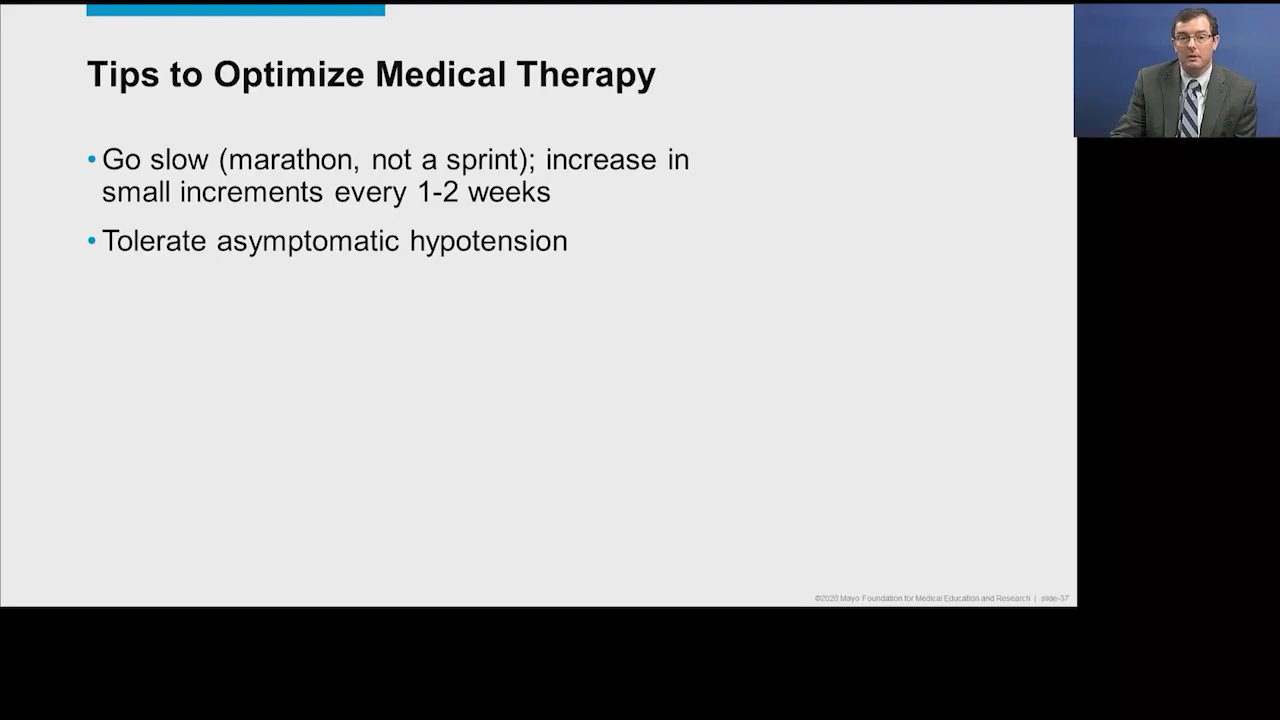 Tips to Optimize Medical Therapy
• Go slow (marathon, not a sprint); increase in
small increments every 1-2 weeks
• Tolerate asymptomatic hypotension
©2020 Mayo Foundation for Medical Education and Research | slide-37